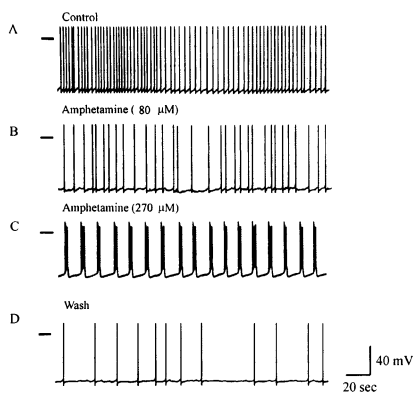 A
Control
Amphetamine ( 80 μM)
B
Amphetamine (270 μM)
C
Wash
D
40 mV
20 sec